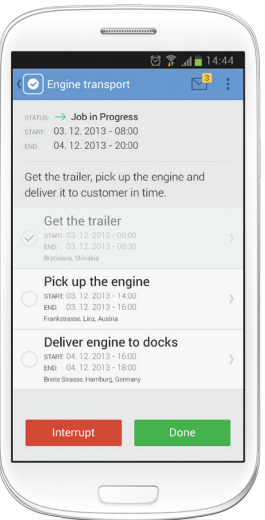 14:44
Engine transport
3
STATUS: → Job in Progress
START: 03. 12. 2013 - 08:00
END: 04. 12. 2013 - 20:00
Get the trailer, pick up the engine and
deliver it to customer in time.
Get the trailer
START: 03. 12. 2013 - 08:00
END: 03. 12. 2013 - 08:30
Bratislava, Slovakia
Pick up the engine
START: 03. 12. 2013 - 14:00
END: 03. 12. 2013 - 16:00
Frankstrasse, Linz, Austria
Deliver engine to docks
START: 04. 12. 2013 - 16:00
END: 04. 12. 2013 - 18:00
Breite Strasse, Hamburg, Germany
Interrupt
Done